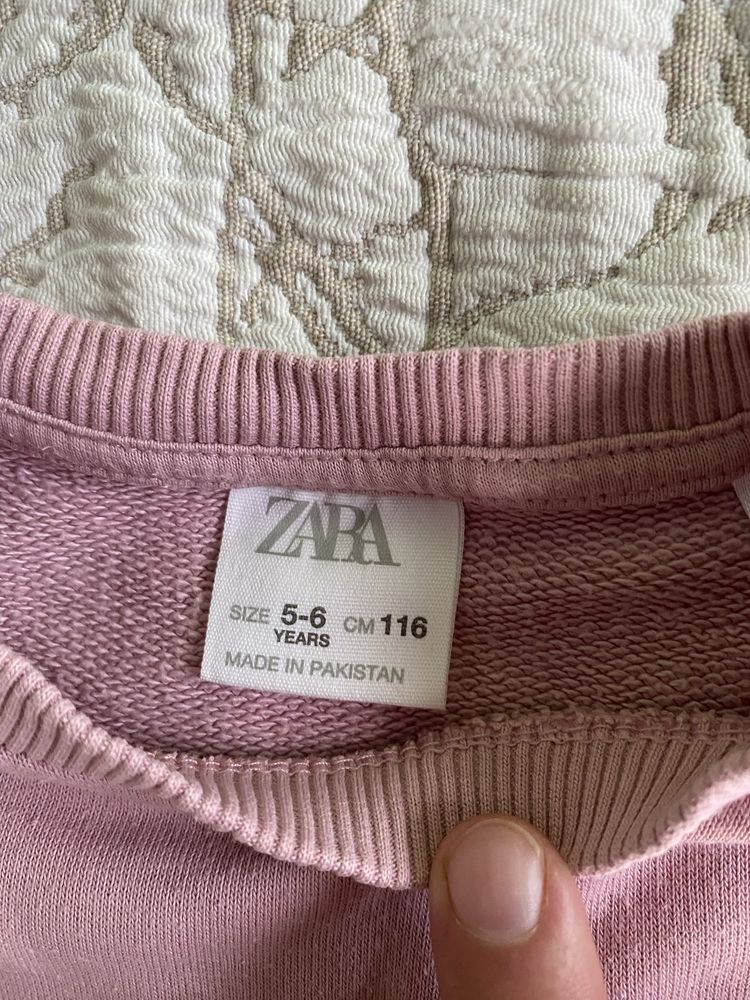 ZARA
SIZE 5-6 CM 116
YEARS
MADE IN PAKISTAN